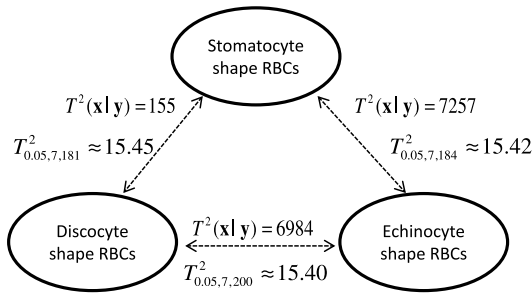 Stomatocyte
shape RBCs
T²(x|y) = 155
T²(x|y) = 7257
T²₀.₀₅,₇,₁₈₁ ≈ 15.45
T²₀.₀₅,₇,₁₈₄ ≈ 15.42
Discocyte
shape RBCs
T²(x|y) = 6984
T²₀.₀₅,₇,₂₀₀ ≈ 15.40
Echinocyte
shape RBCs